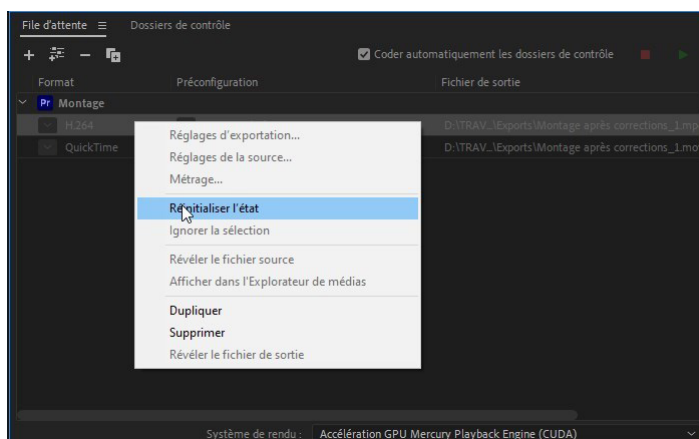 File d'attente Dossiers de contrôle
Coder automatiquement les dossiers de contrôle
Format Préconfiguration Fichier de sortie
Pr Montage
H.264 D:\TRAV_\Exports\Montage après corrections_1.mp
QuickTime D:\TRAV_\Exports\Montage après corrections_1.mov
Réglages d'exportation...
Réglages de la source...
Métrage...
Réinitialiser l'état
Ignorer la sélection
Révéler le fichier source
Afficher dans l'Explorateur de médias
Dupliquer
Supprimer
Révéler le fichier de sortie
Système de rendu : Accélération GPU Mercury Playback Engine (CUDA)